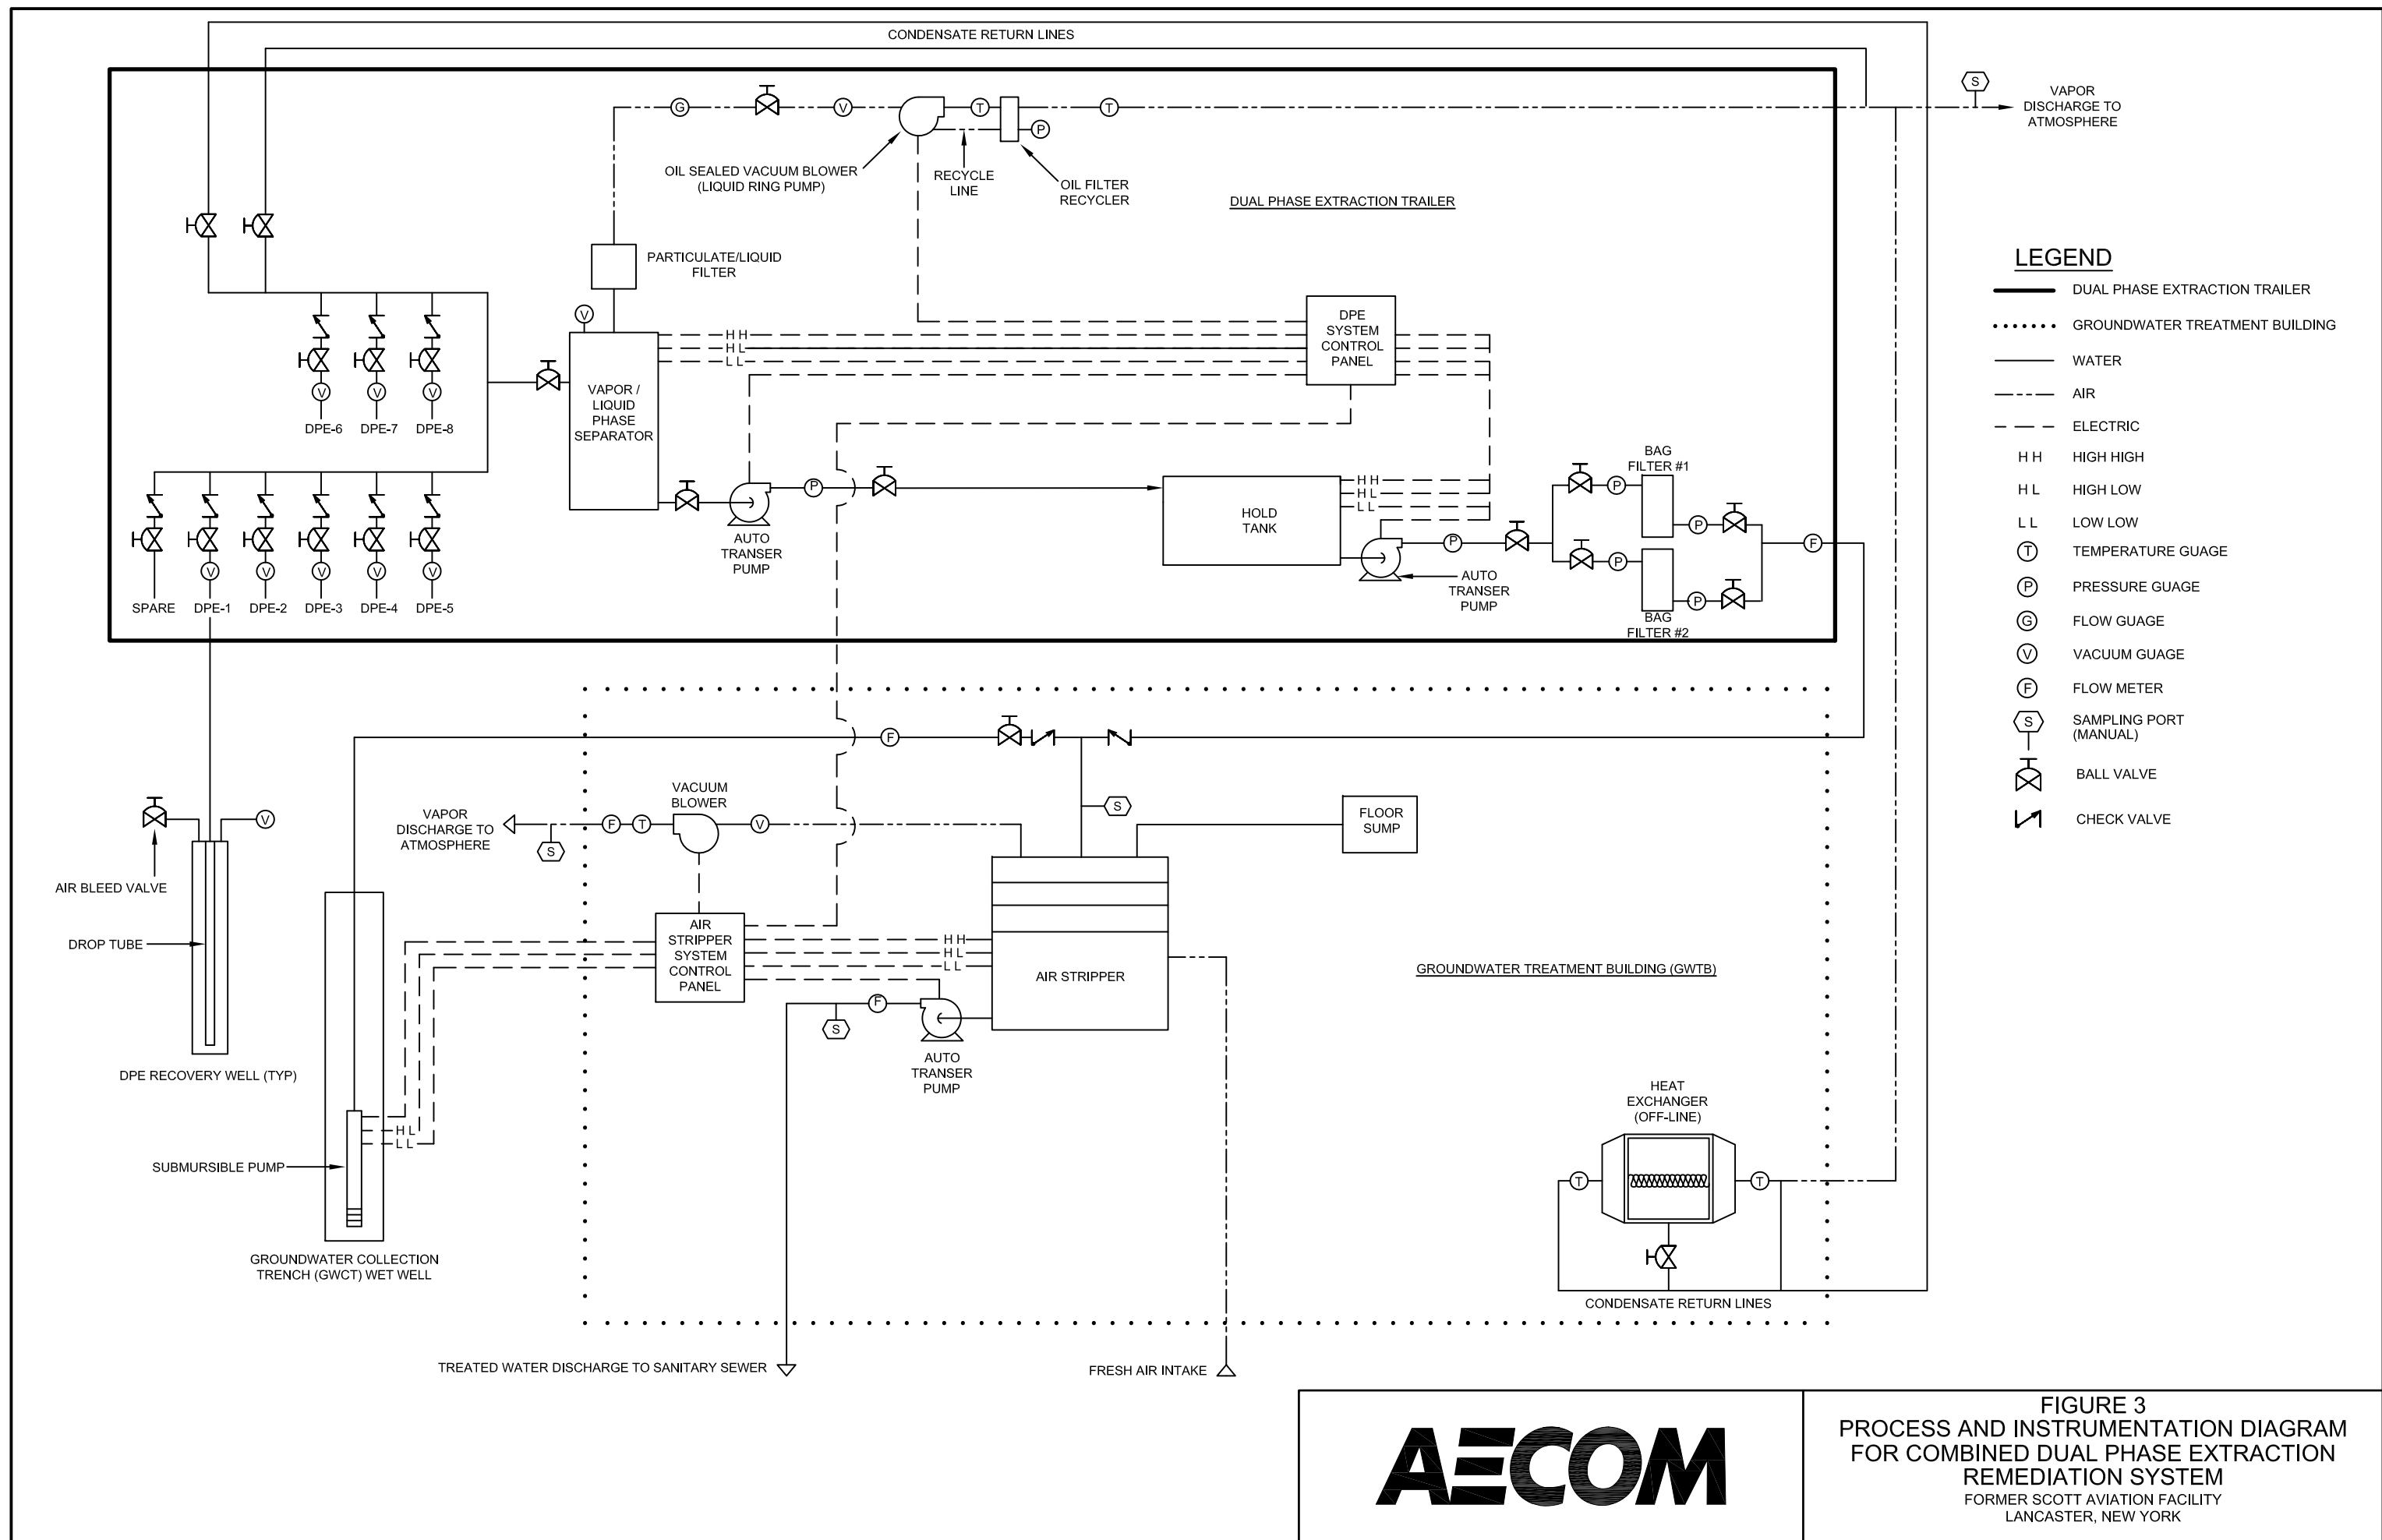 CONDENSATE RETURN LINES
S
VAPOR
DISCHARGE TO
ATMOSPHERE
G
V
T
T
P
OIL SEALED VACUUM BLOWER
(LIQUID RING PUMP)
RECYCLE
LINE
OIL FILTER
RECYCLER
DUAL PHASE EXTRACTION TRAILER
PARTICULATE/LIQUID
FILTER
V
H H
H L
L L
DPE
SYSTEM
CONTROL
PANEL
VAPOR /
LIQUID
PHASE
SEPARATOR
V
V
V
DPE-6
DPE-7
DPE-8
V
V
V
V
V
SPARE
DPE-1
DPE-2
DPE-3
DPE-4
DPE-5
P
AUTO
TRANSER
PUMP
HOLD
TANK
H H
H L
L L
P
AUTO
TRANSER
PUMP
BAG
FILTER #1
P
P
P
P
BAG
FILTER #2
F
LEGEND
DUAL PHASE EXTRACTION TRAILER
GROUNDWATER TREATMENT BUILDING
WATER
AIR
ELECTRIC
H H HIGH HIGH
H L HIGH LOW
L L LOW LOW
T TEMPERATURE GUAGE
P PRESSURE GUAGE
G FLOW GUAGE
V VACUUM GUAGE
F FLOW METER
S SAMPLING PORT
(MANUAL)
BALL VALVE
CHECK VALVE
F
VACUUM
BLOWER
VAPOR
DISCHARGE TO
ATMOSPHERE
F
T
V
S
S
FLOOR
SUMP
V
AIR BLEED VALVE
DROP TUBE
DPE RECOVERY WELL (TYP)
AIR
STRIPPER
SYSTEM
CONTROL
PANEL
H H
H L
L L
AIR STRIPPER
GROUNDWATER TREATMENT BUILDING (GWTB)
F
S
AUTO
TRANSER
PUMP
H L
L L
SUBMURSIBLE PUMP
GROUNDWATER COLLECTION
TRENCH (GWCT) WET WELL
HEAT
EXCHANGER
(OFF-LINE)
T
T
CONDENSATE RETURN LINES
TREATED WATER DISCHARGE TO SANITARY SEWER
FRESH AIR INTAKE
AECOM
FIGURE 3
PROCESS AND INSTRUMENTATION DIAGRAM
FOR COMBINED DUAL PHASE EXTRACTION
REMEDIATION SYSTEM
FORMER SCOTT AVIATION FACILITY
LANCASTER, NEW YORK